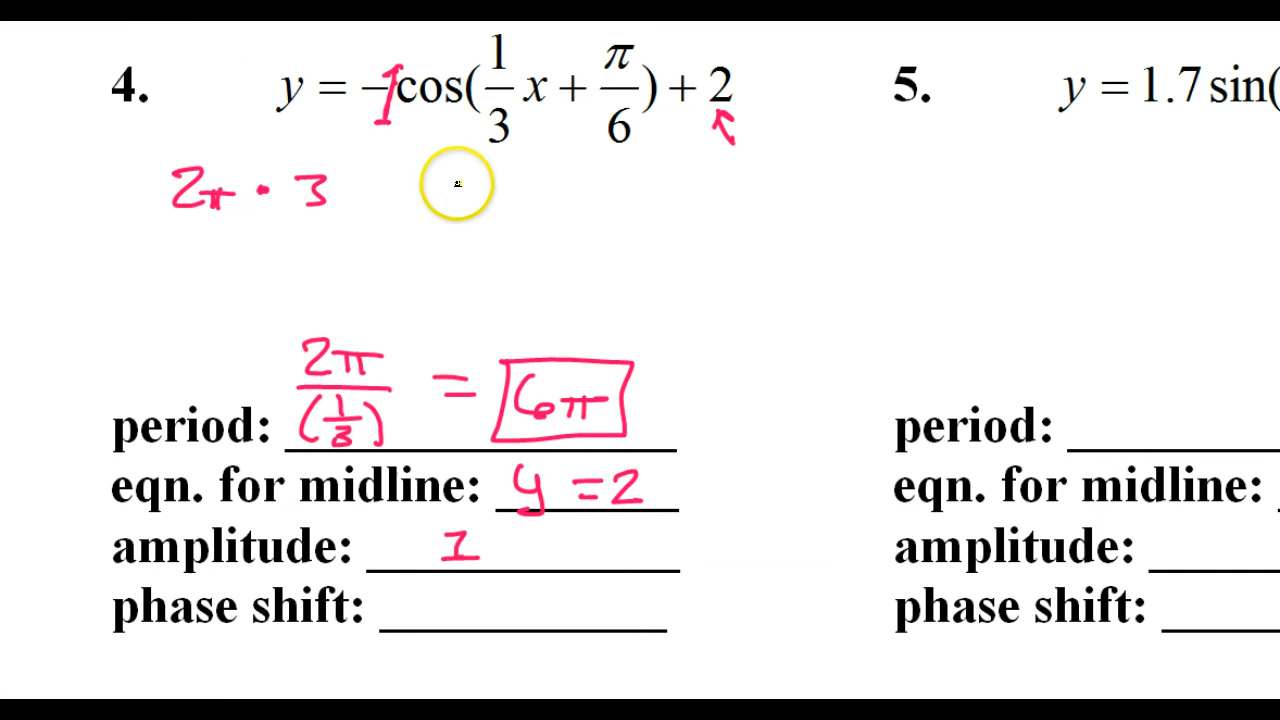 4. y = -1cos(1/3 x + π/6) + 2
5. y = 1.7 sin(
2π · 3
period: 2π/(1/3) = 6π
eqn. for midline: y = 2
amplitude: 1
phase shift:
period:
eqn. for midline:
amplitude:
phase shift: